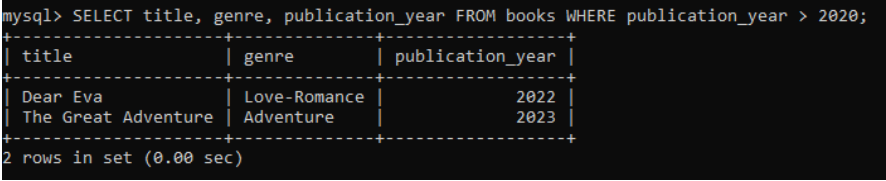 mysql> SELECT title, genre, publication_year FROM books WHERE publication_year > 2020;
+---------------------+--------------+------------------+
| title               | genre        | publication_year |
+---------------------+--------------+------------------+
| Dear Eva            | Love-Romance |             2022 |
| The Great Adventure | Adventure    |             2023 |
+---------------------+--------------+------------------+
2 rows in set (0.00 sec)